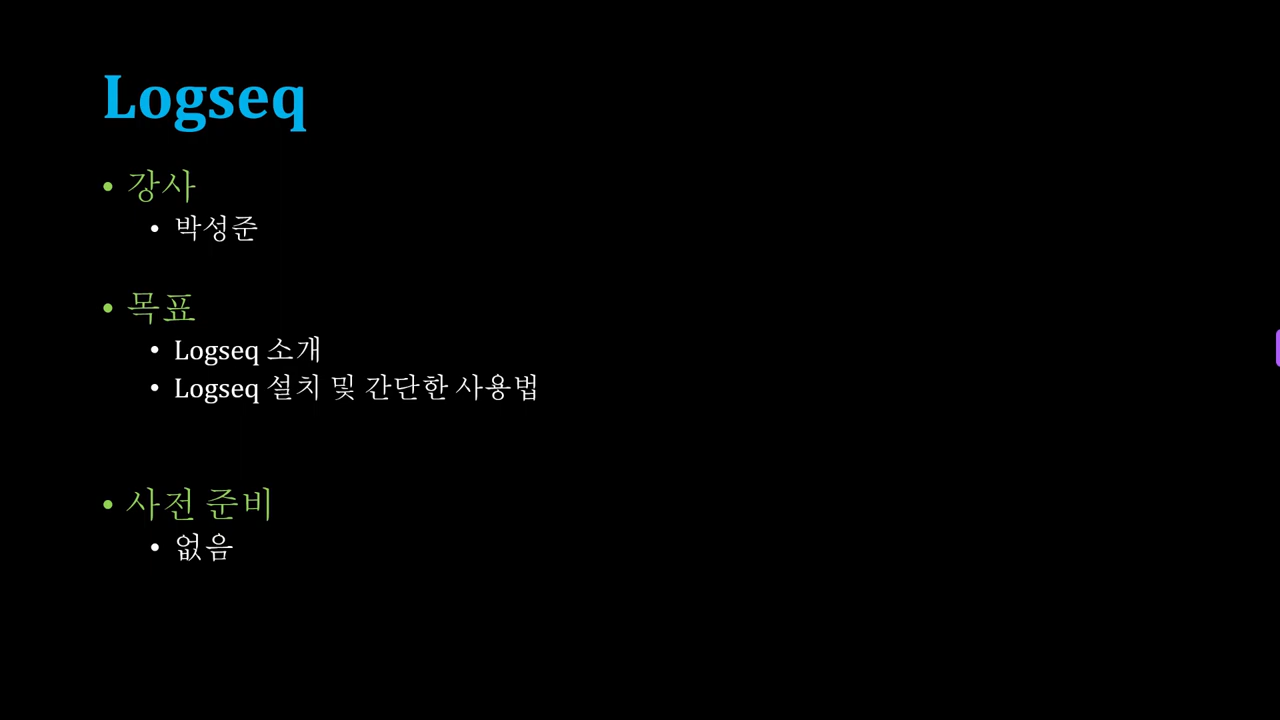 Logseq
• 강사
• 박성준
• 목표
• Logseq 소개
• Logseq 설치 및 간단한 사용법
• 사전 준비
• 없음